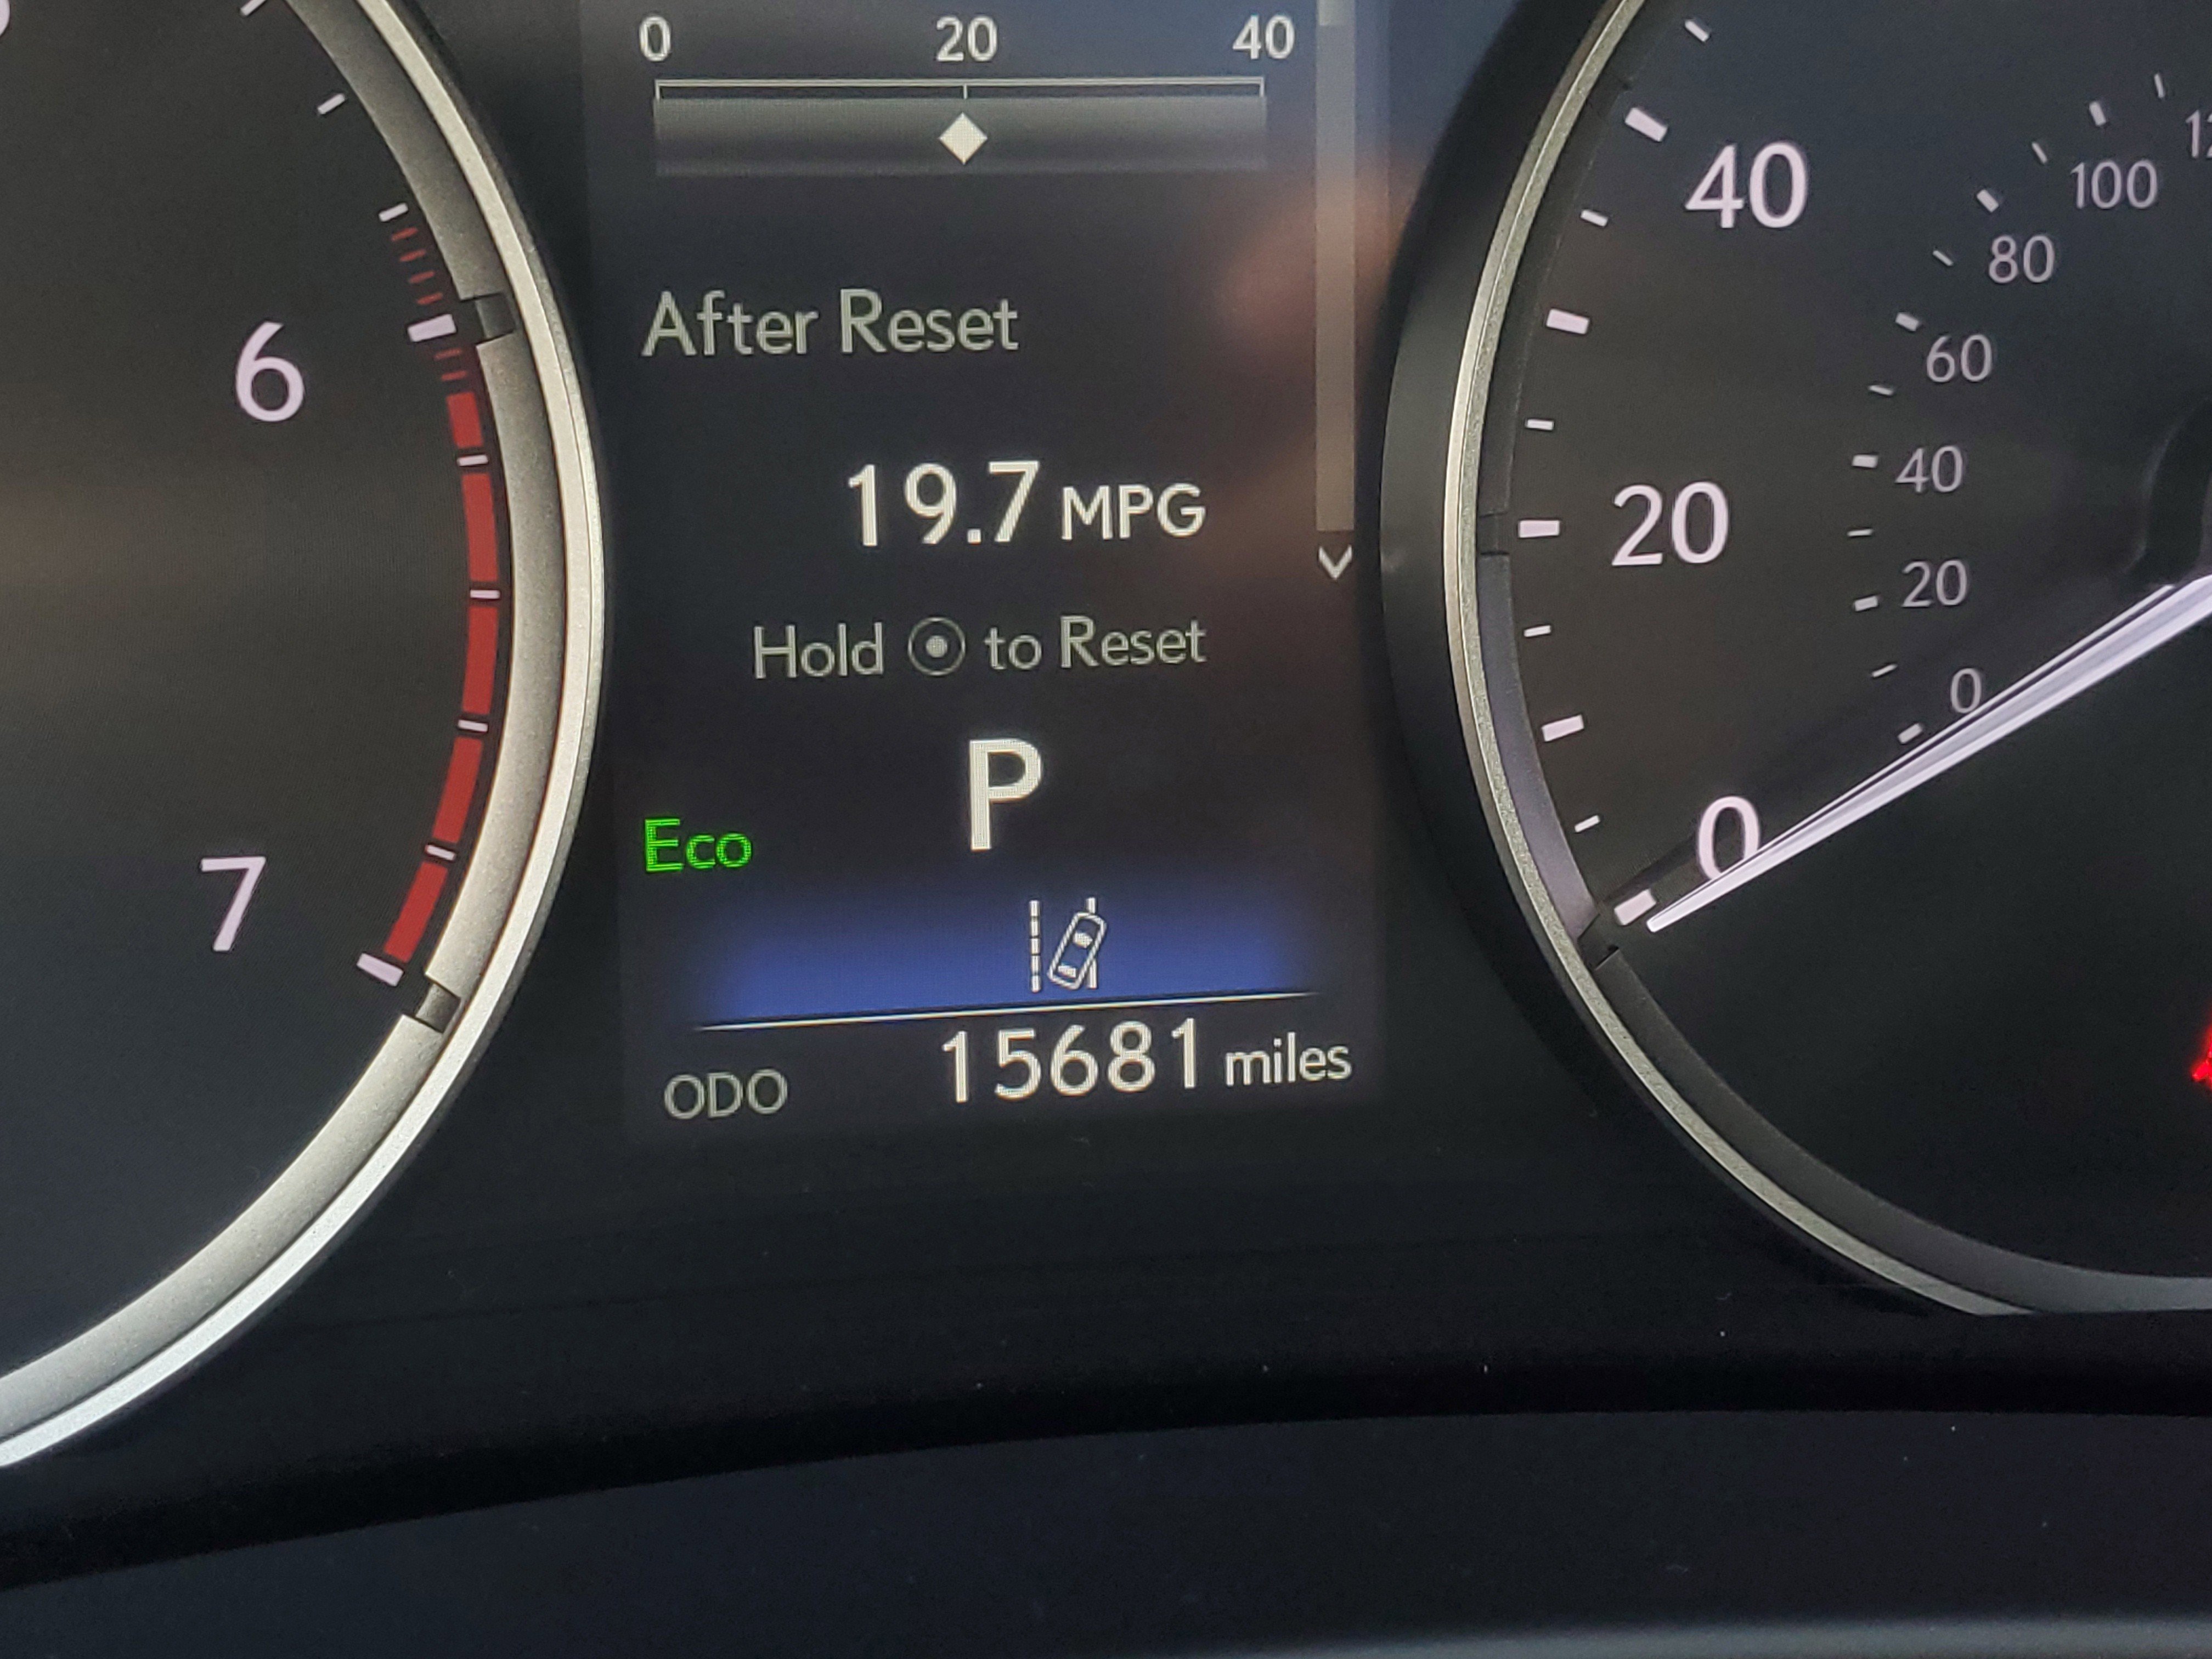 0 20 40
After Reset
19.7 MPG
Hold to Reset
P
Eco
ODO 15681 miles
6
7
40
20
0
100
80
60
40
20
0